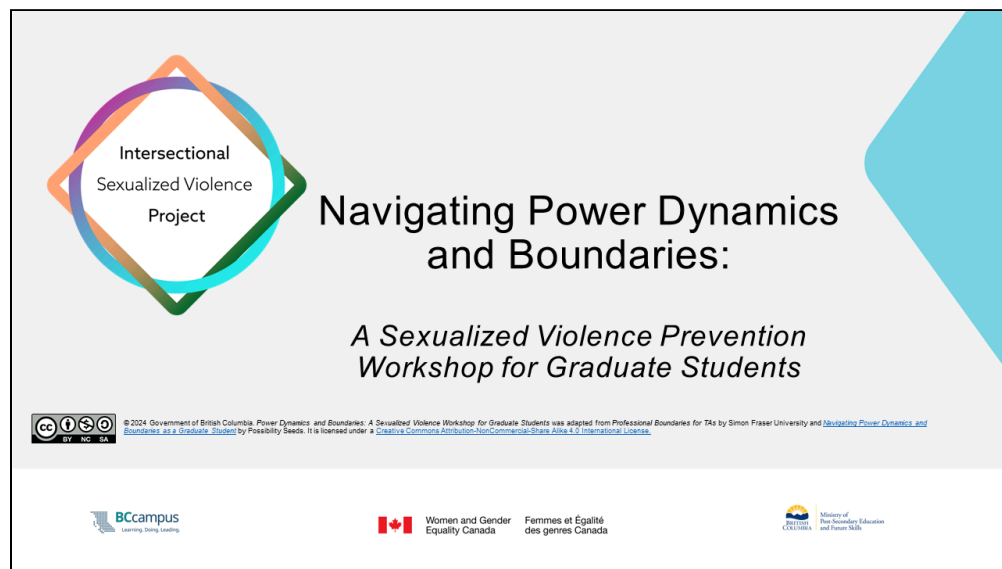 Intersectional
Sexualized Violence
Project
Navigating Power Dynamics
and Boundaries:
A Sexualized Violence Prevention
Workshop for Graduate Students
cc BY NC SA
© 2024 Government of British Columbia. Power Dynamics and Boundaries: A Sexualized Violence Workshop for Graduate Students was adapted from Professional Boundaries for TAs by Simon Fraser University and Navigating Power Dynamics and
Boundaries as a Graduate Student by Possibility Seeds. It is licensed under a Creative Commons Attribution-NonCommercial-Share Alike 4.0 International License.
BCcampus
Learning. Doing. Leading.
Women and Gender
Equality Canada
Femmes et Égalité
des genres Canada
BRITISH
COLUMBIA
Ministry of
Post-Secondary Education
and Future Skills